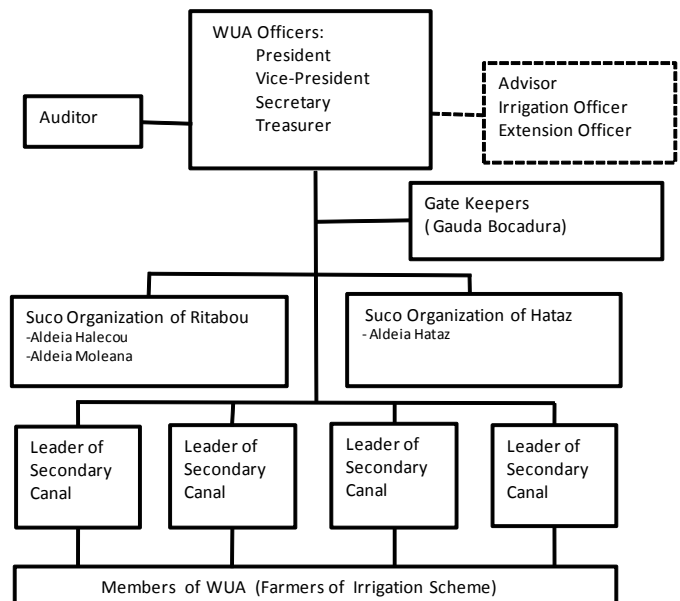 WUA Officers:
President
Vice-President
Secretary
Treasurer
Auditor
Advisor
Irrigation Officer
Extension Officer
Gate Keepers
( Gauda Bocadura)
Suco Organization of Ritabou
-Aldeia Halecou
-Aldeia Moleana
Suco Organization of Hataz
- Aldeia Hataz
Leader of
Secondary
Canal
Leader of
Secondary
Canal
Leader of
Secondary
Canal
Leader of
Secondary
Canal
Members of WUA (Farmers of Irrigation Scheme)